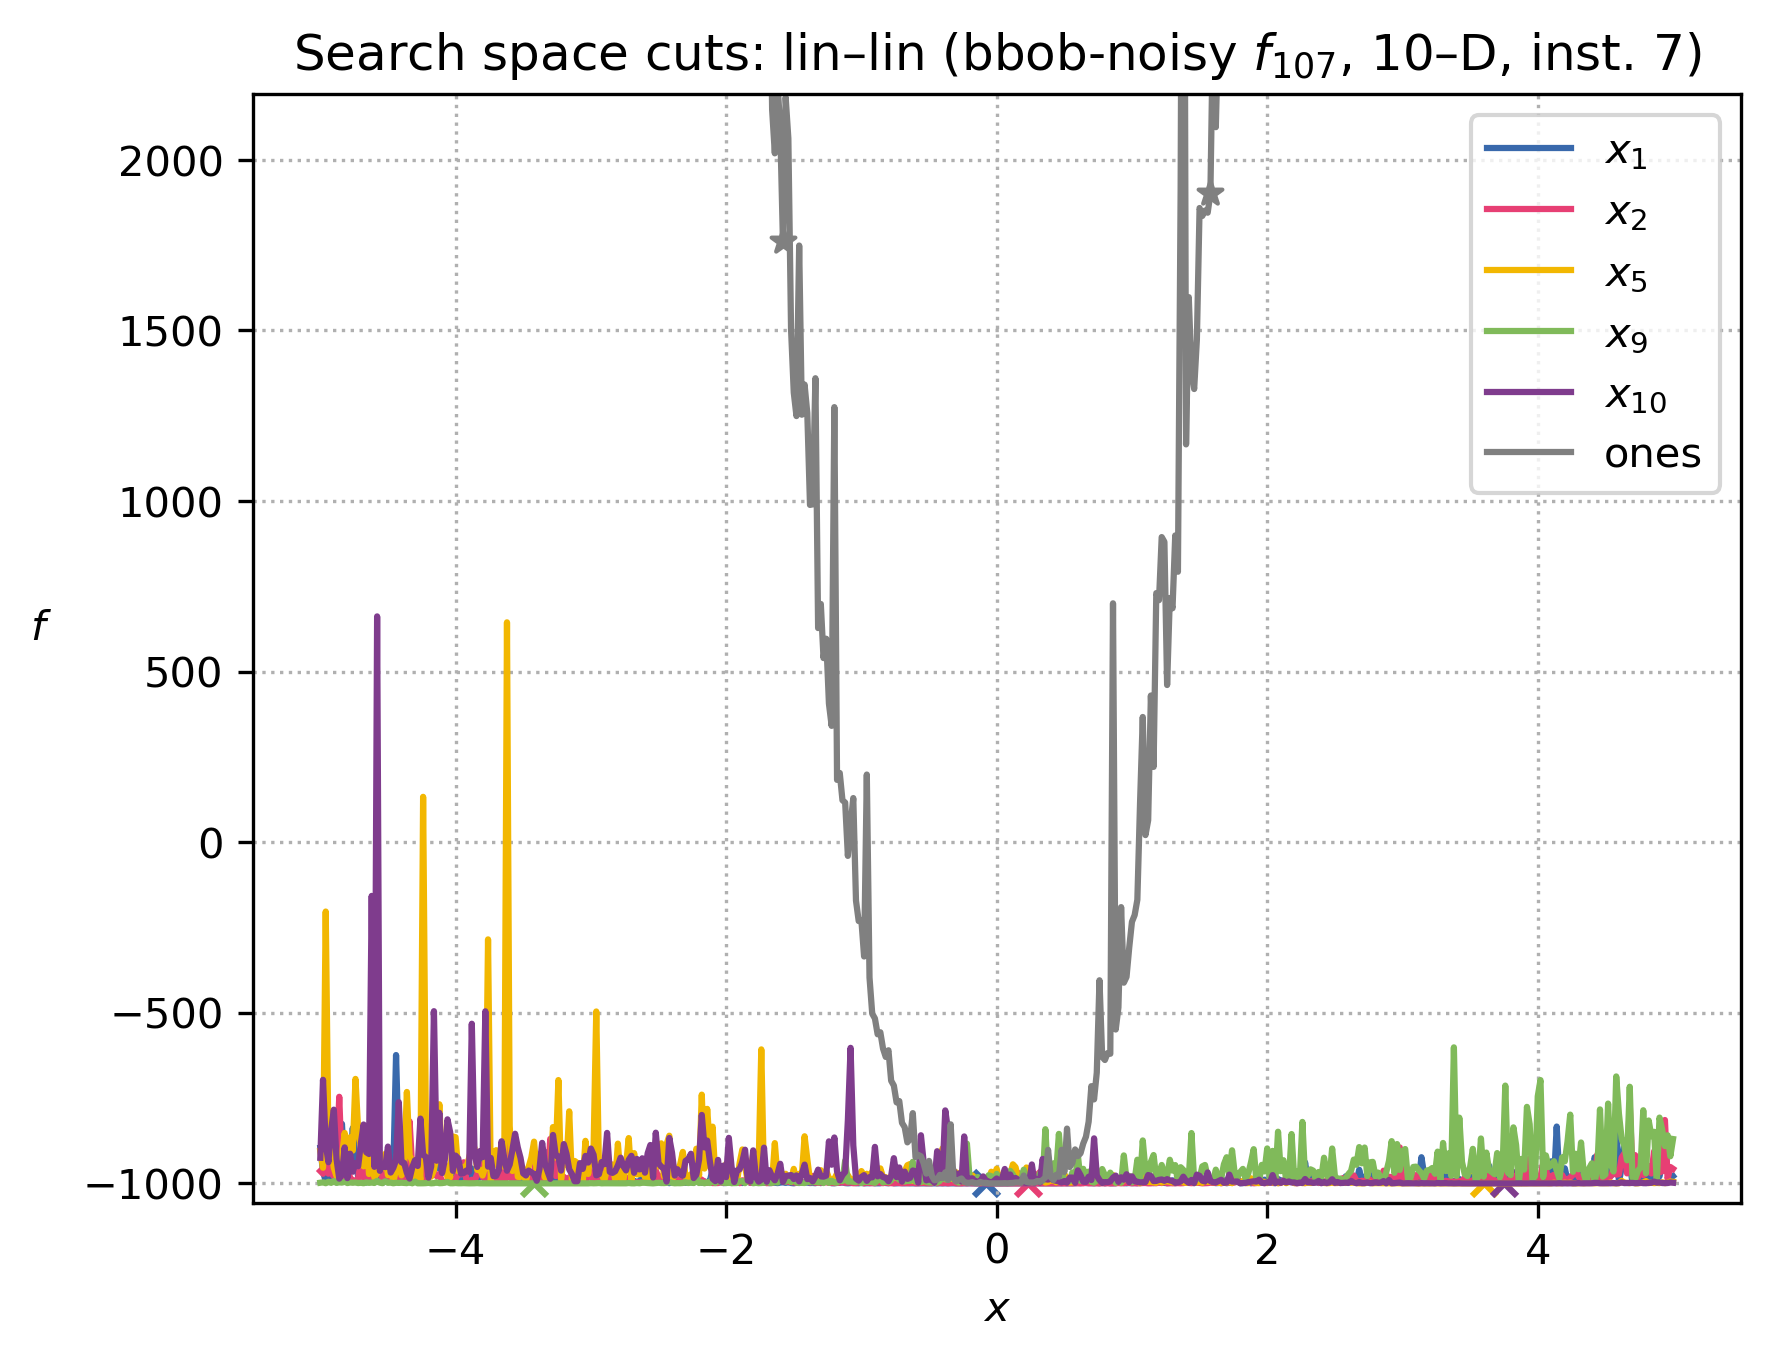 Search space cuts: lin–lin (bbob-noisy f₁₀₇, 10–D, inst. 7)
2000
1500
1000
500
0
−500
−1000
f
−4
−2
0
2
4
x
x₁
x₂
x₅
x₉
x₁₀
ones